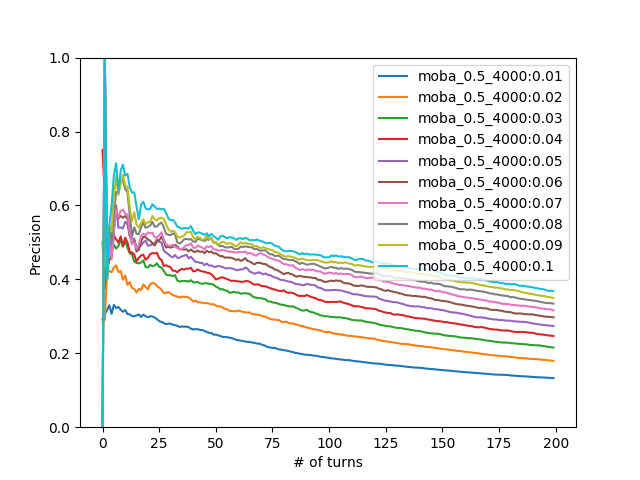 1.0
0.8
0.6
0.4
0.2
0.0
Precision
0
25
50
75
100
125
150
175
200
# of turns
moba_0.5_4000:0.01
moba_0.5_4000:0.02
moba_0.5_4000:0.03
moba_0.5_4000:0.04
moba_0.5_4000:0.05
moba_0.5_4000:0.06
moba_0.5_4000:0.07
moba_0.5_4000:0.08
moba_0.5_4000:0.09
moba_0.5_4000:0.1